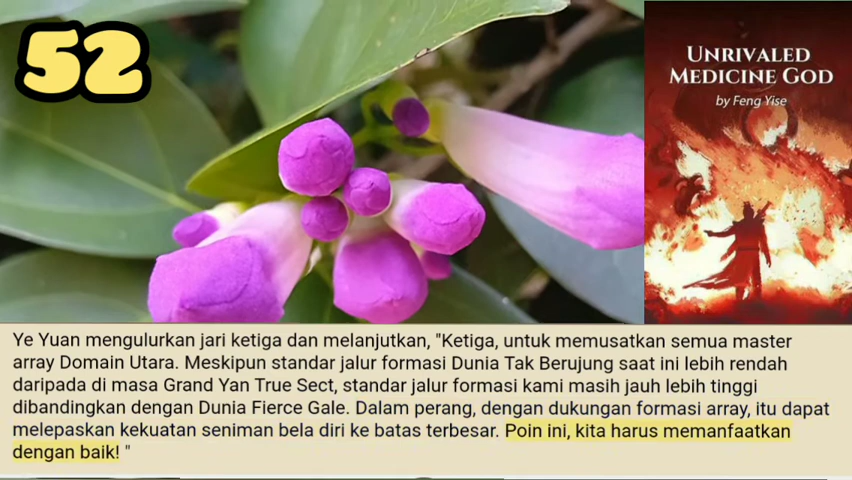 52
UNRIVALED
MEDICINE GOD
by Feng Yise
Ye Yuan mengulurkan jari ketiga dan melanjutkan, "Ketiga, untuk memusatkan semua master
array Domain Utara. Meskipun standar jalur formasi Dunia Tak Berujung saat ini lebih rendah
daripada di masa Grand Yan True Sect, standar jalur formasi kami masih jauh lebih tinggi
dibandingkan dengan Dunia Fierce Gale. Dalam perang, dengan dukungan formasi array, itu dapat
melepaskan kekuatan seniman bela diri ke batas terbesar. Poin ini, kita harus memanfaatkan
dengan baik! "